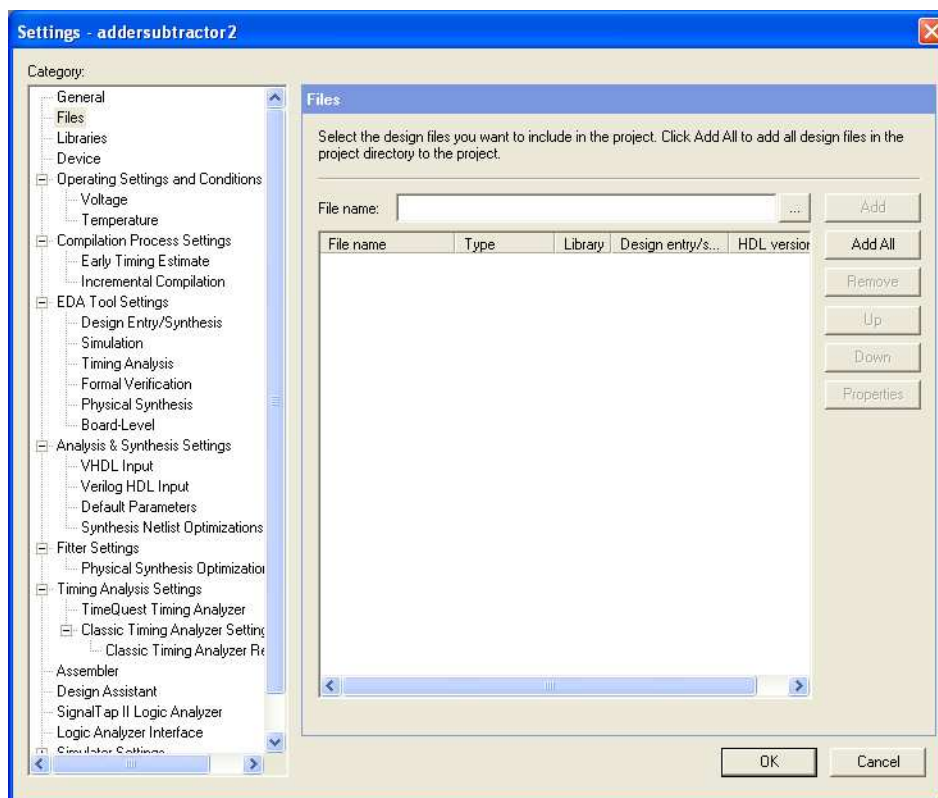 Settings - addersubtractor2
Category:
General
Files
Libraries
Device
Operating Settings and Conditions
Voltage
Temperature
Compilation Process Settings
Early Timing Estimate
Incremental Compilation
EDA Tool Settings
Design Entry/Synthesis
Simulation
Timing Analysis
Formal Verification
Physical Synthesis
Board-Level
Analysis & Synthesis Settings
VHDL Input
Verilog HDL Input
Default Parameters
Synthesis Netlist Optimizations
Fitter Settings
Physical Synthesis Optimization
Timing Analysis Settings
TimeQuest Timing Analyzer
Classic Timing Analyzer Setting
Classic Timing Analyzer Re
Assembler
Design Assistant
SignalTap II Logic Analyzer
Logic Analyzer Interface
Simulator Settings
Files
Select the design files you want to include in the project. Click Add All to add all design files in the
project directory to the project.
File name: ... Add
File name Type Library Design entry/s... HDL version
Add All
Remove
Up
Down
Properties
OK Cancel